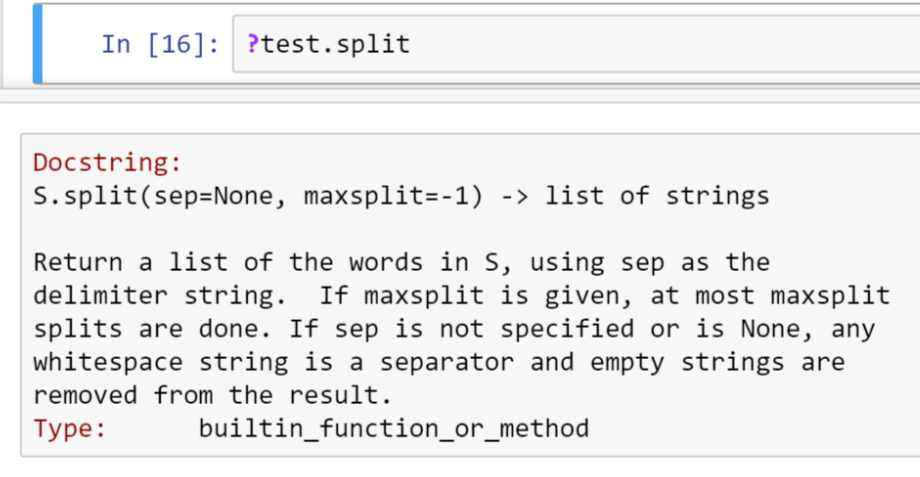 In [16]: ?test.split
Docstring:
S.split(sep=None, maxsplit=-1) -> list of strings
Return a list of the words in S, using sep as the
delimiter string.  If maxsplit is given, at most maxsplit
splits are done. If sep is not specified or is None, any
whitespace string is a separator and empty strings are
removed from the result.
Type:      builtin_function_or_method